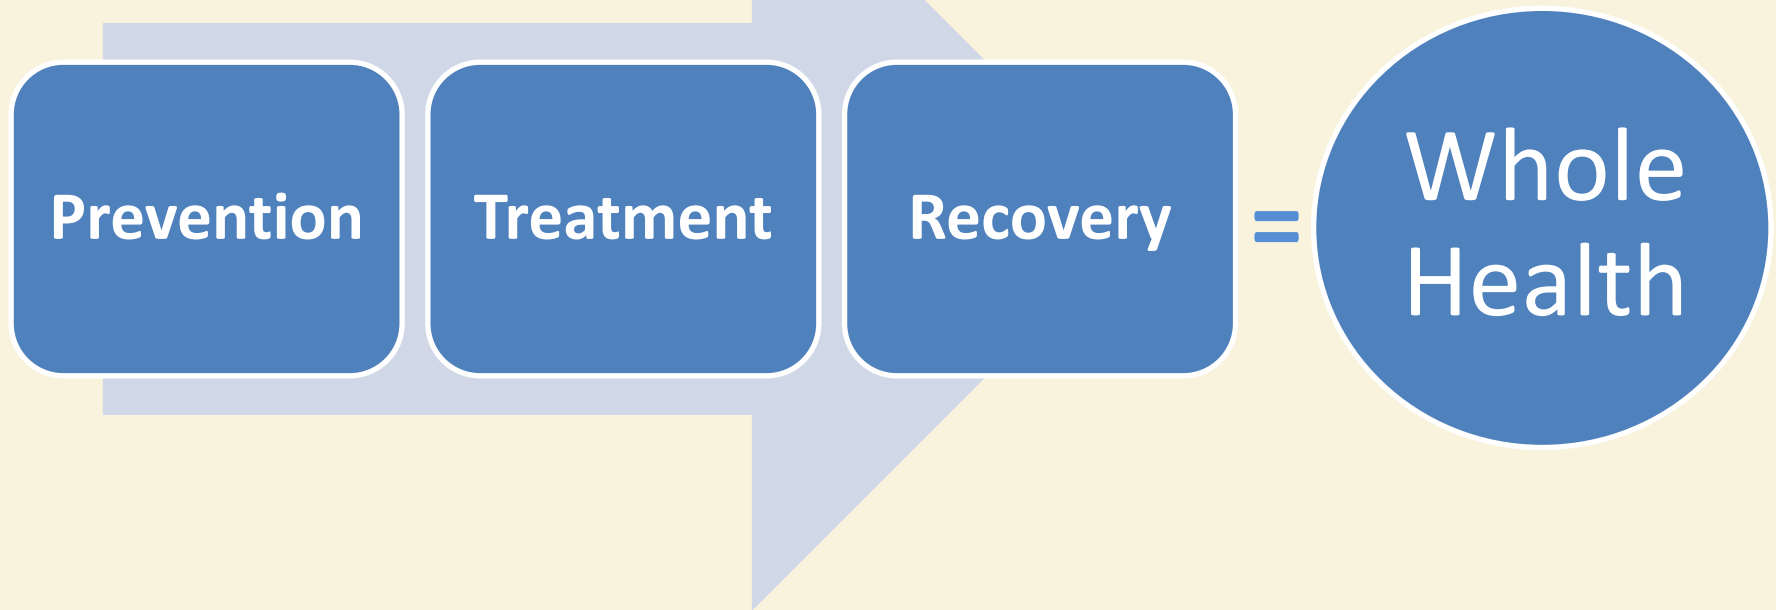 Prevention
Treatment
Recovery
=
Whole
Health